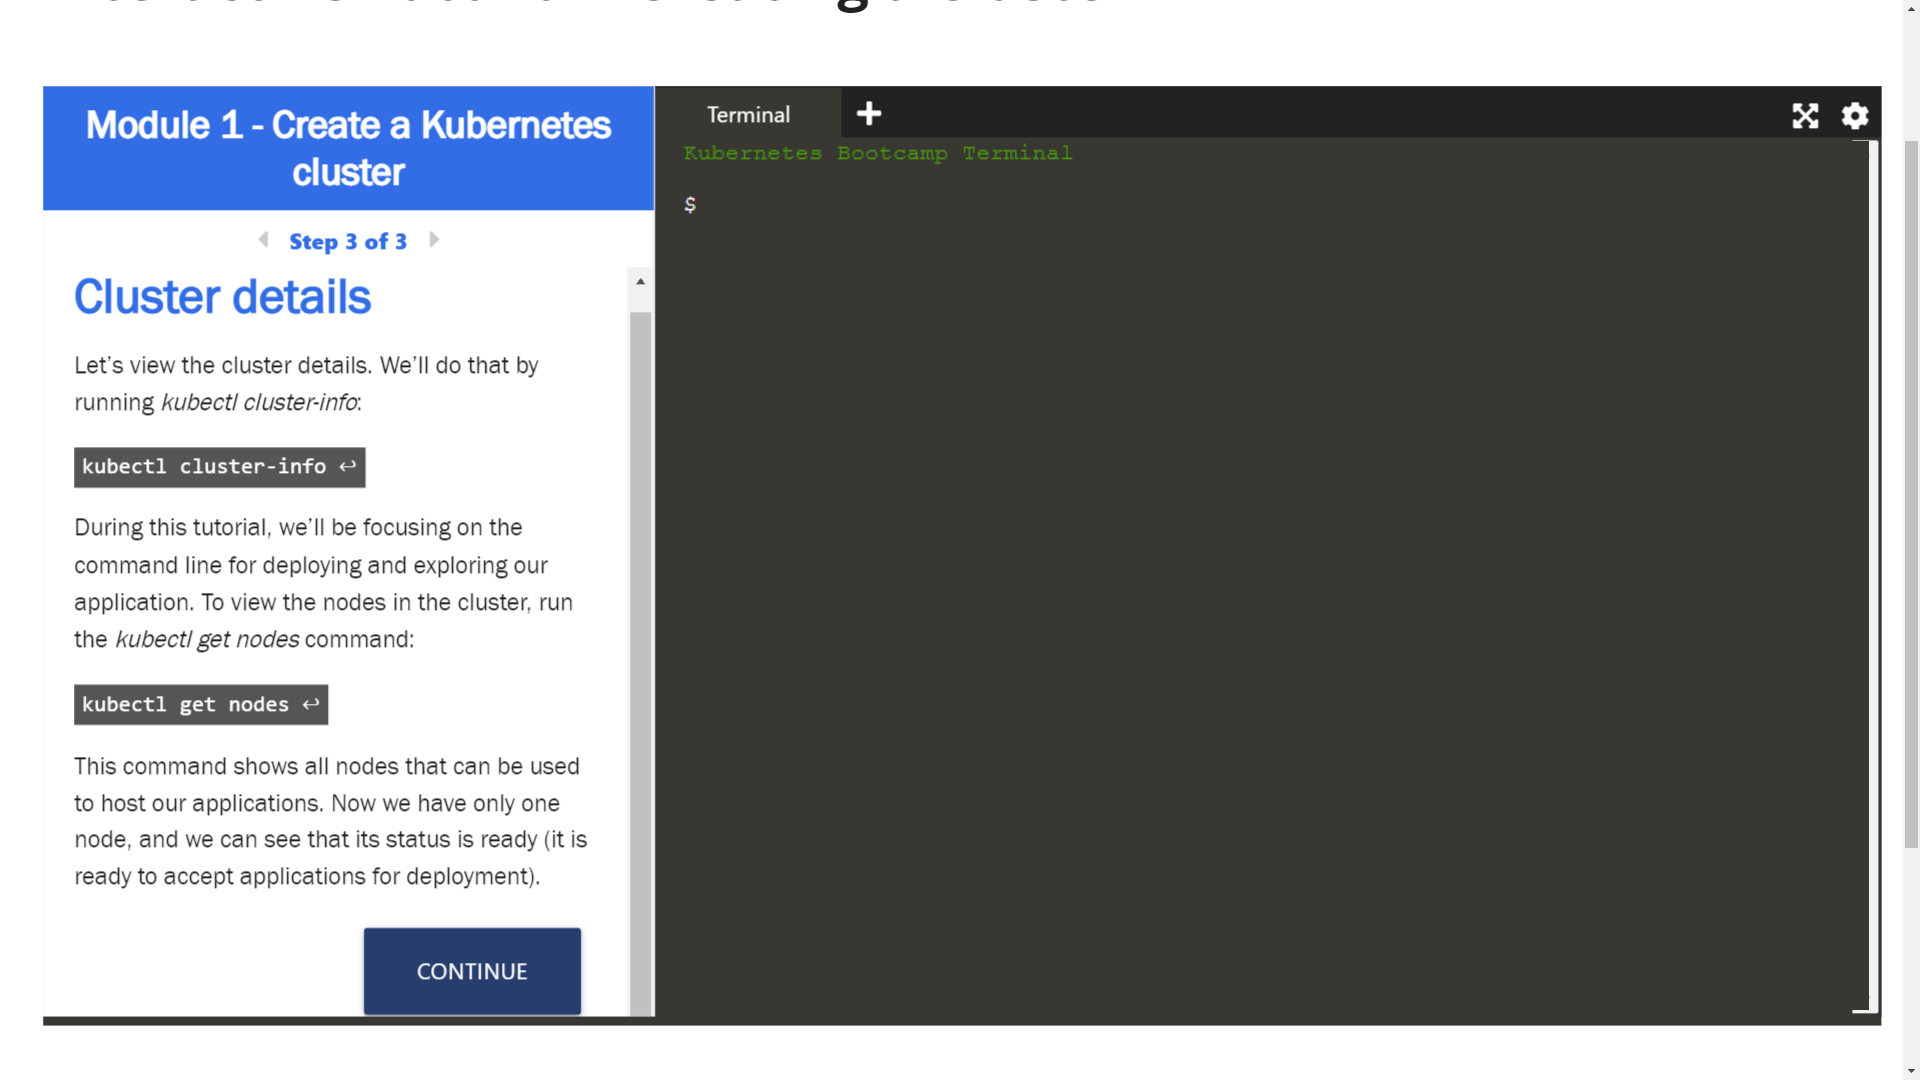 Module 1 - Create a Kubernetes
cluster
Step 3 of 3
Cluster details
Let’s view the cluster details. We’ll do that by
running kubectl cluster-info:
kubectl cluster-info ↩
During this tutorial, we’ll be focusing on the
command line for deploying and exploring our
application. To view the nodes in the cluster, run
the kubectl get nodes command:
kubectl get nodes ↩
This command shows all nodes that can be used
to host our applications. Now we have only one
node, and we can see that its status is ready (it is
ready to accept applications for deployment).
CONTINUE
Terminal
Kubernetes Bootcamp Terminal
$